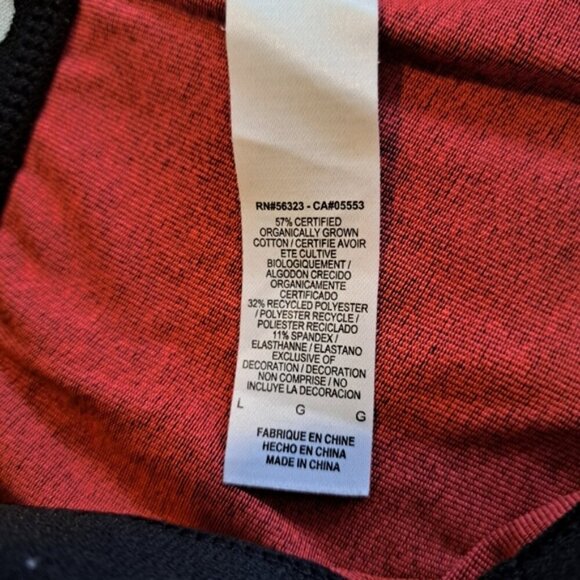 RN#56323 - CA#05553
57% CERTIFIED
ORGANICALLY GROWN
COTTON / CERTIFIE AVOIR
ETE CULTIVE
BIOLOGIQUEMENT /
ALGODON CRECIDO
ORGANICAMENTE
CERTIFICADO
32% RECYCLED POLYESTER
/ POLYESTER RECYCLE /
POLIESTER RECICLADO
11% SPANDEX /
ELASTHANNE / ELASTANO
EXCLUSIVE OF
DECORATION / DECORATION
NON COMPRISE / NO
INCLUYE LA DECORACION
L G G
FABRIQUE EN CHINE
HECHO EN CHINA
MADE IN CHINA